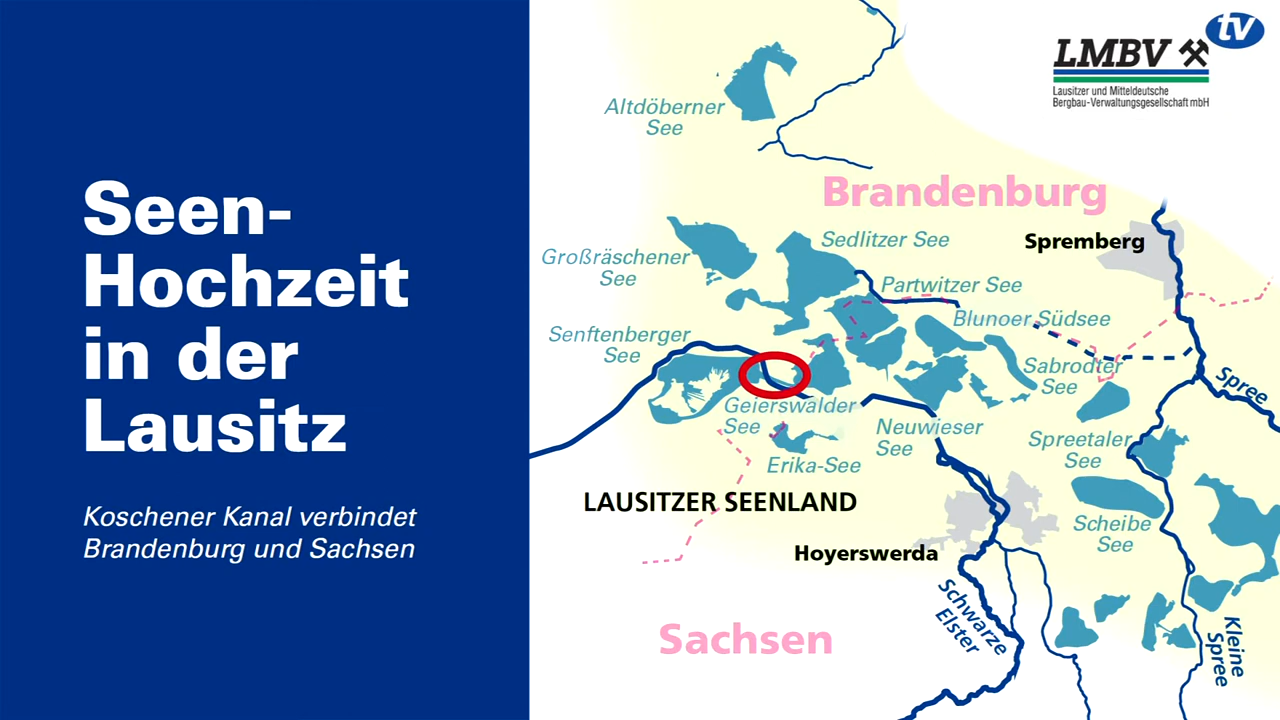 Seen-
Hochzeit
in der
Lausitz
Koschener Kanal verbindet
Brandenburg und Sachsen
tv
LMBV
Lausitzer und Mitteldeutsche
Bergbau-Verwaltungsgesellschaft mbH
Altdöberner
See
Brandenburg
Spremberg
Sedlitzer See
Großräschener
See
Partwitzer See
Blunoer Südsee
Senftenberger
See
Sabrodter
See
Spree
Geierswalder
See
Neuwieser
See
Spreetaler
See
Erika-See
LAUSITZER SEENLAND
Scheibe
See
Hoyerswerda
Schwarze
Elster
Kleine
Spree
Sachsen